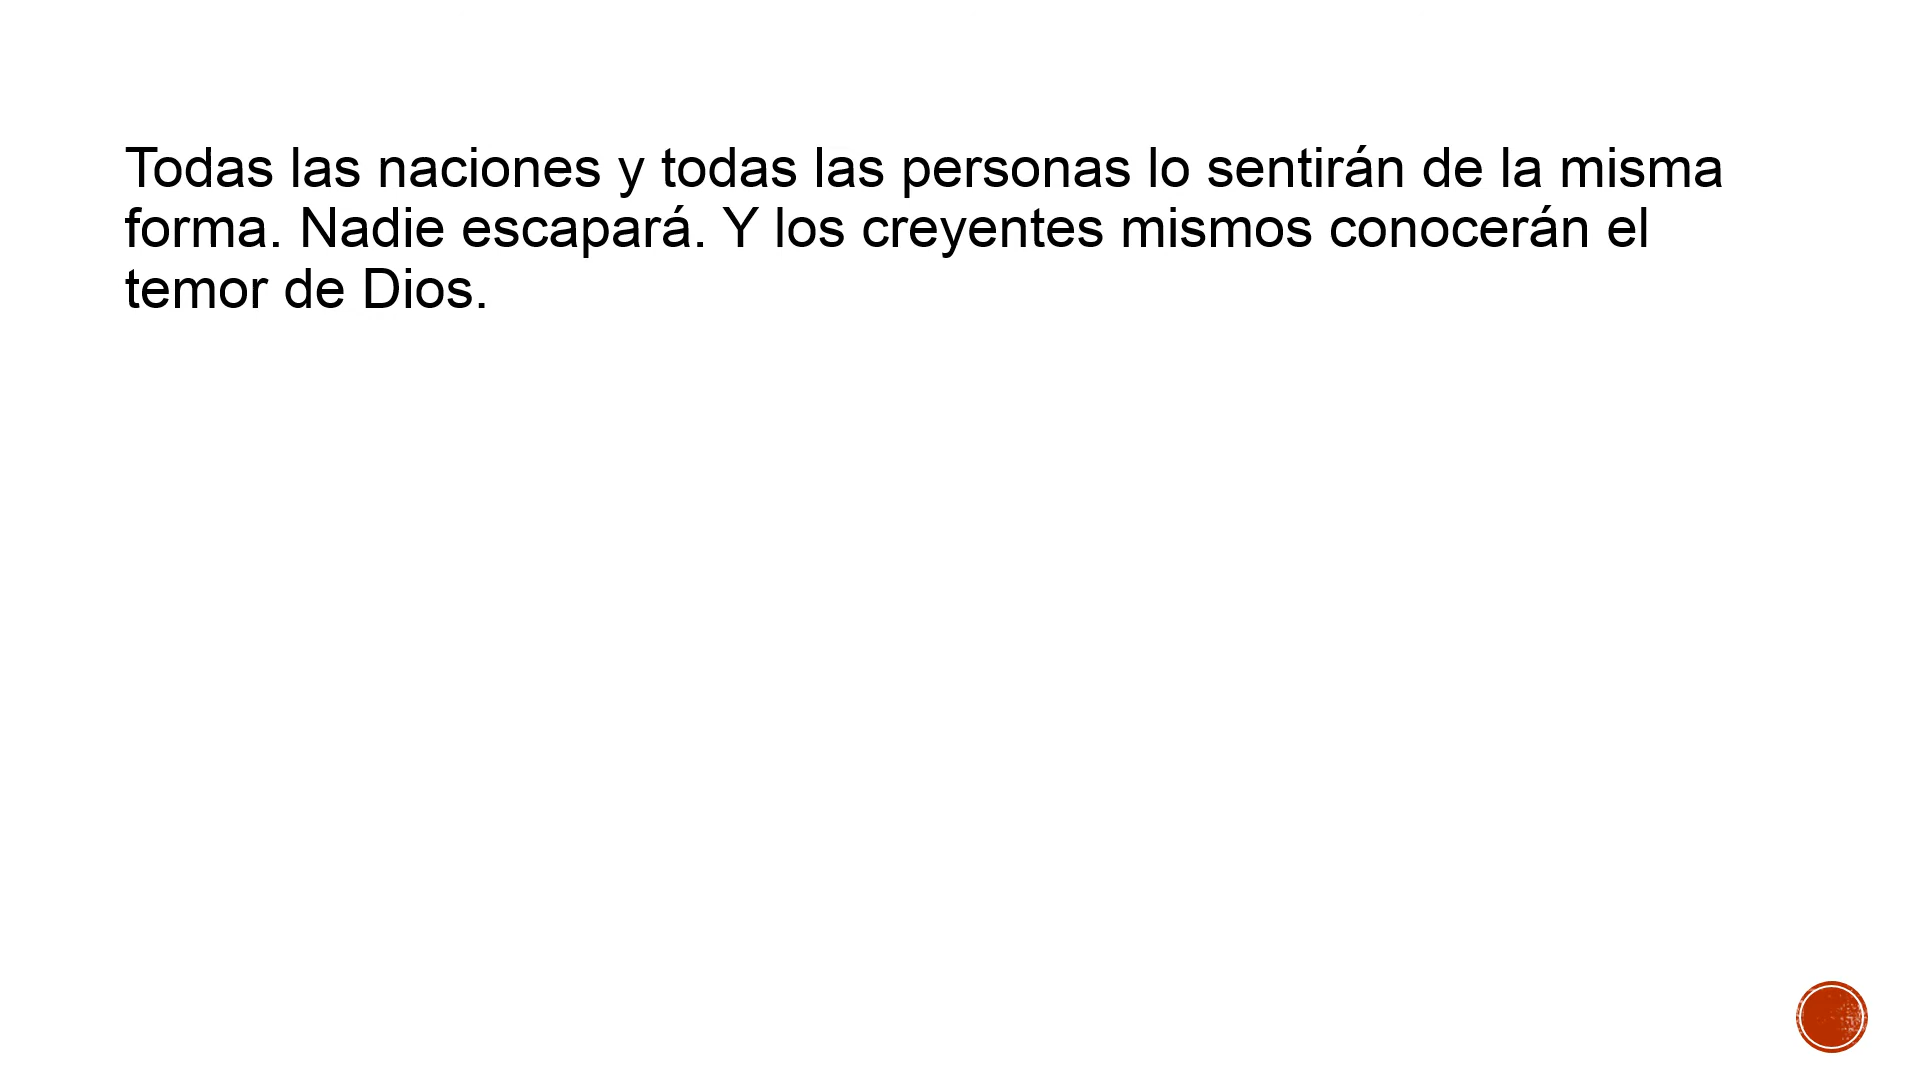 Todas las naciones y todas las personas lo sentirán de la misma
forma. Nadie escapará. Y los creyentes mismos conocerán el
temor de Dios.